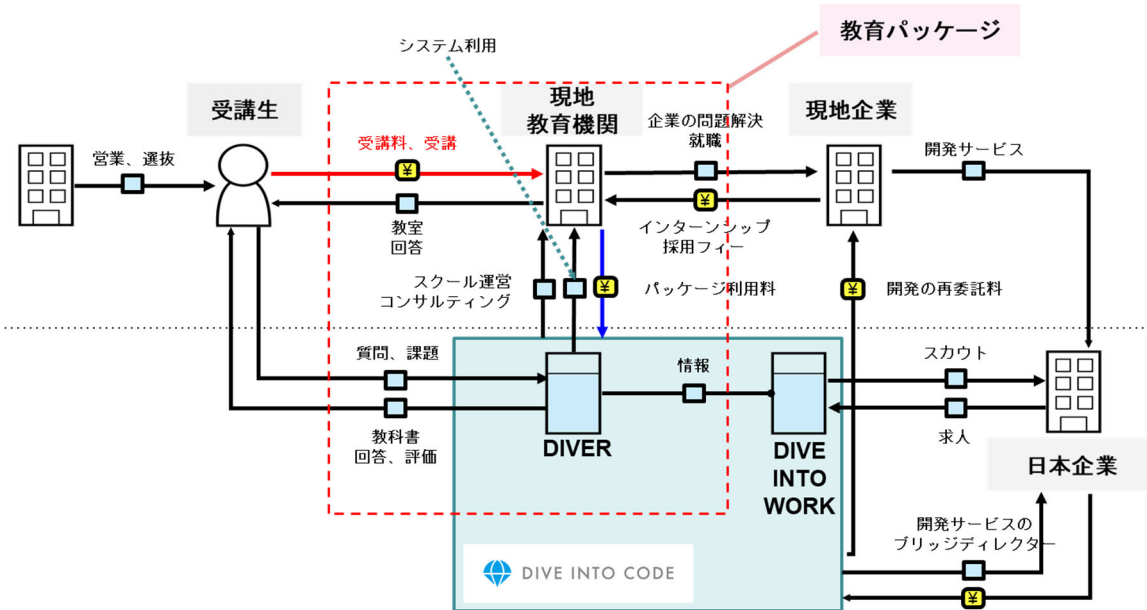 教育パッケージ
システム利用
受講生
現地
教育機関
現地企業
営業、選抜
受講料、受講
¥
企業の問題解決
就職
開発サービス
教室
回答
¥
インターンシップ
採用フィー
スクール運営
コンサルティング
¥
パッケージ利用料
¥
開発の再委託料
質問、課題
情報
スカウト
教科書
回答、評価
DIVER
DIVE
INTO
WORK
求人
日本企業
開発サービスの
ブリッジディレクター
DIVE INTO CODE
¥